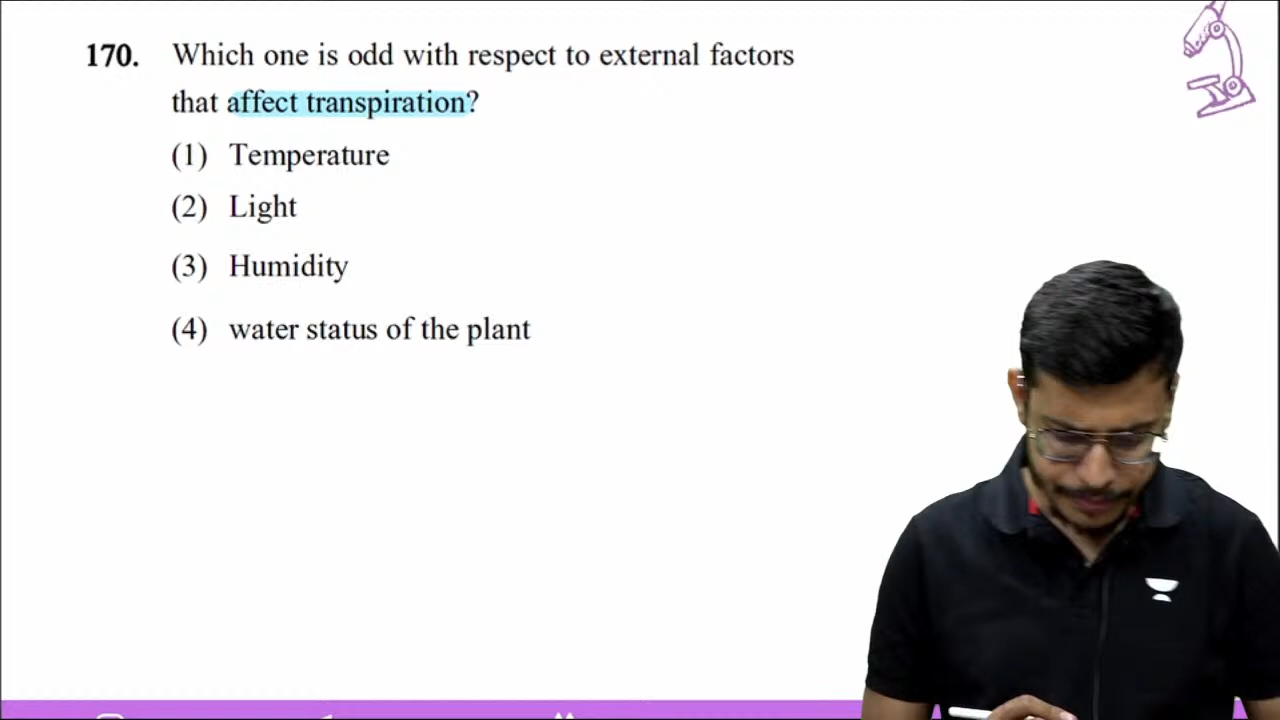 170. Which one is odd with respect to external factors
that affect transpiration?
(1) Temperature
(2) Light
(3) Humidity
(4) water status of the plant